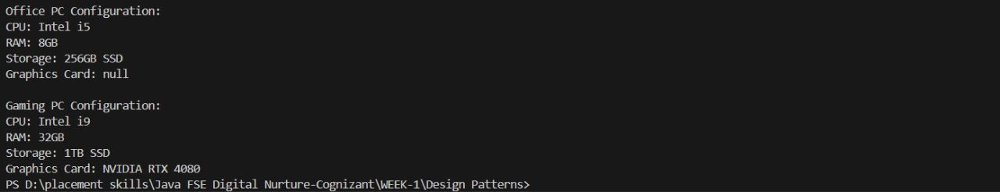 Office PC Configuration:
CPU: Intel i5
RAM: 8GB
Storage: 256GB SSD
Graphics Card: null
Gaming PC Configuration:
CPU: Intel i9
RAM: 32GB
Storage: 1TB SSD
Graphics Card: NVIDIA RTX 4080
PS D:\placement skills\Java FSE Digital Nurture-Cognizant\WEEK-1\Design Patterns>